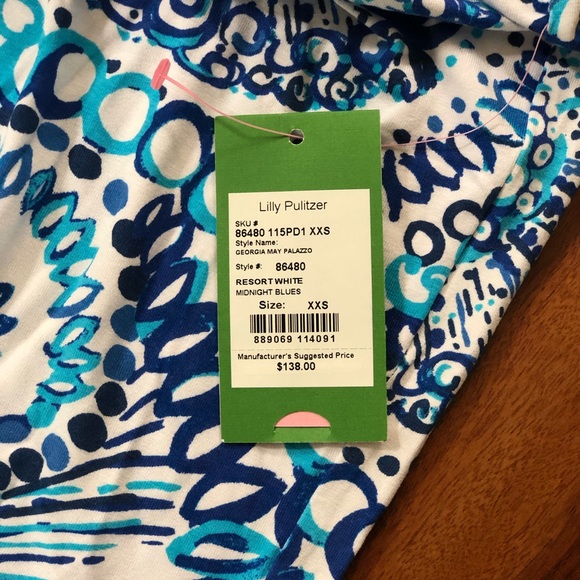 Lilly Pulitzer
SKU #
86480 115PD1 XXS
Style Name:
GEORGIA MAY PALAZZO
Style #: 86480
RESORT WHITE
MIDNIGHT BLUES
Size: XXS
889069 114091
Manufacturer's Suggested Price
$138.00